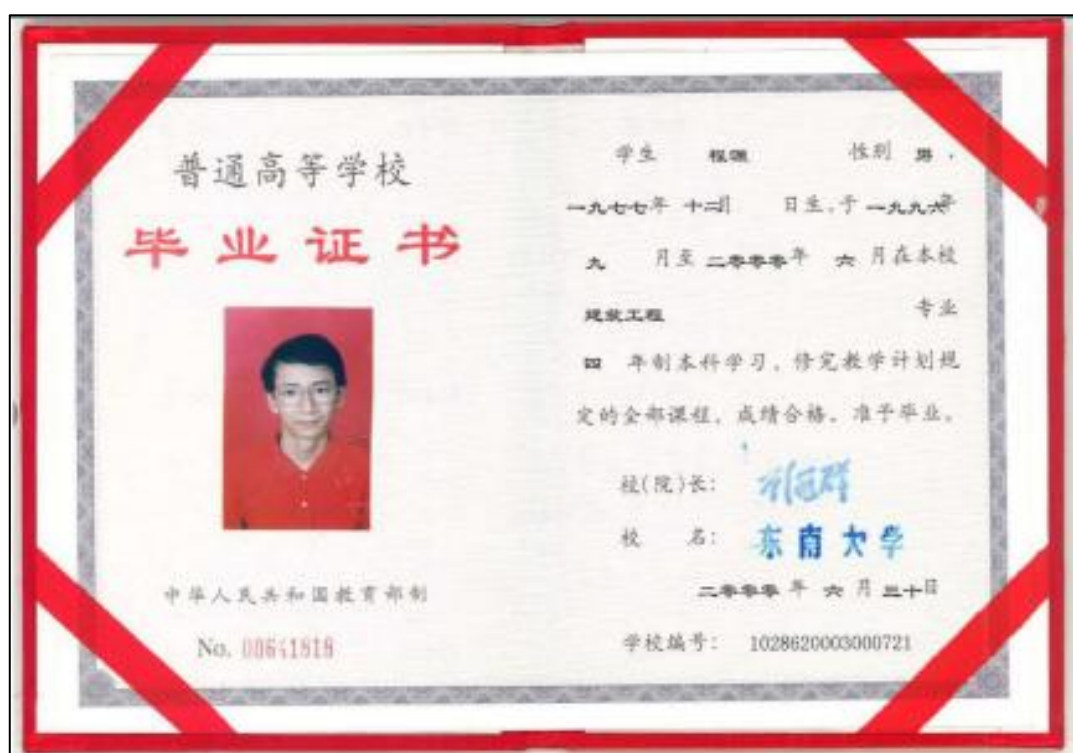 普通高等学校
毕业证书
中华人民共和国教育部制
No. 00641818
学生 程 性别 男，
一九七七年 十二月 日生，于 一九九六年
九 月至 二零零零年 六 月在本校
建筑工程 专业
四 年制本科学习，修完教学计划规
定的全部课程，成绩合格，准予毕业。
校(院)长：
校 名： 东南大学
二零零零 年 六 月 三十日
学校编号： 1028620003000721